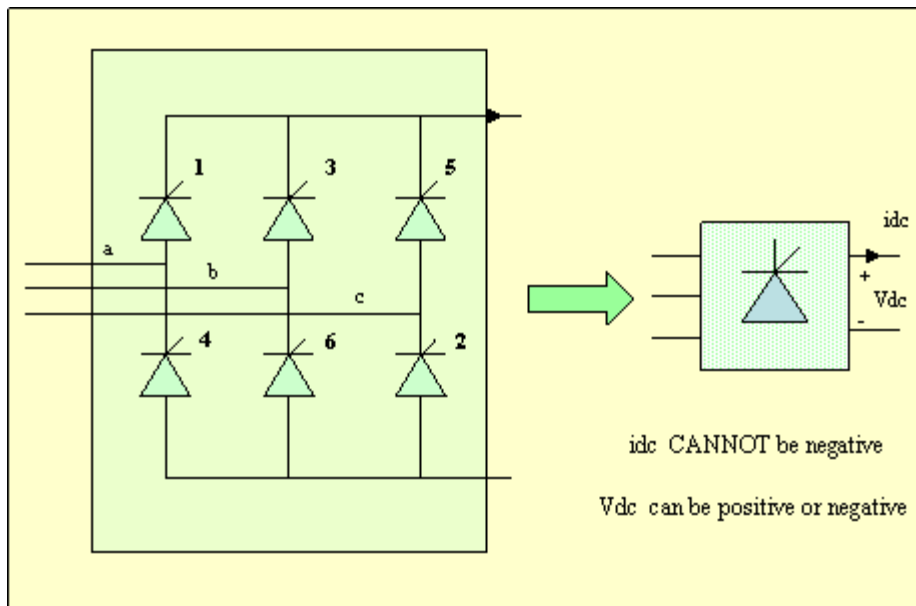 1 3 5
a
b
c
4 6 2
idc
+
Vdc
-
idc CANNOT be negative
Vdc can be positive or negative